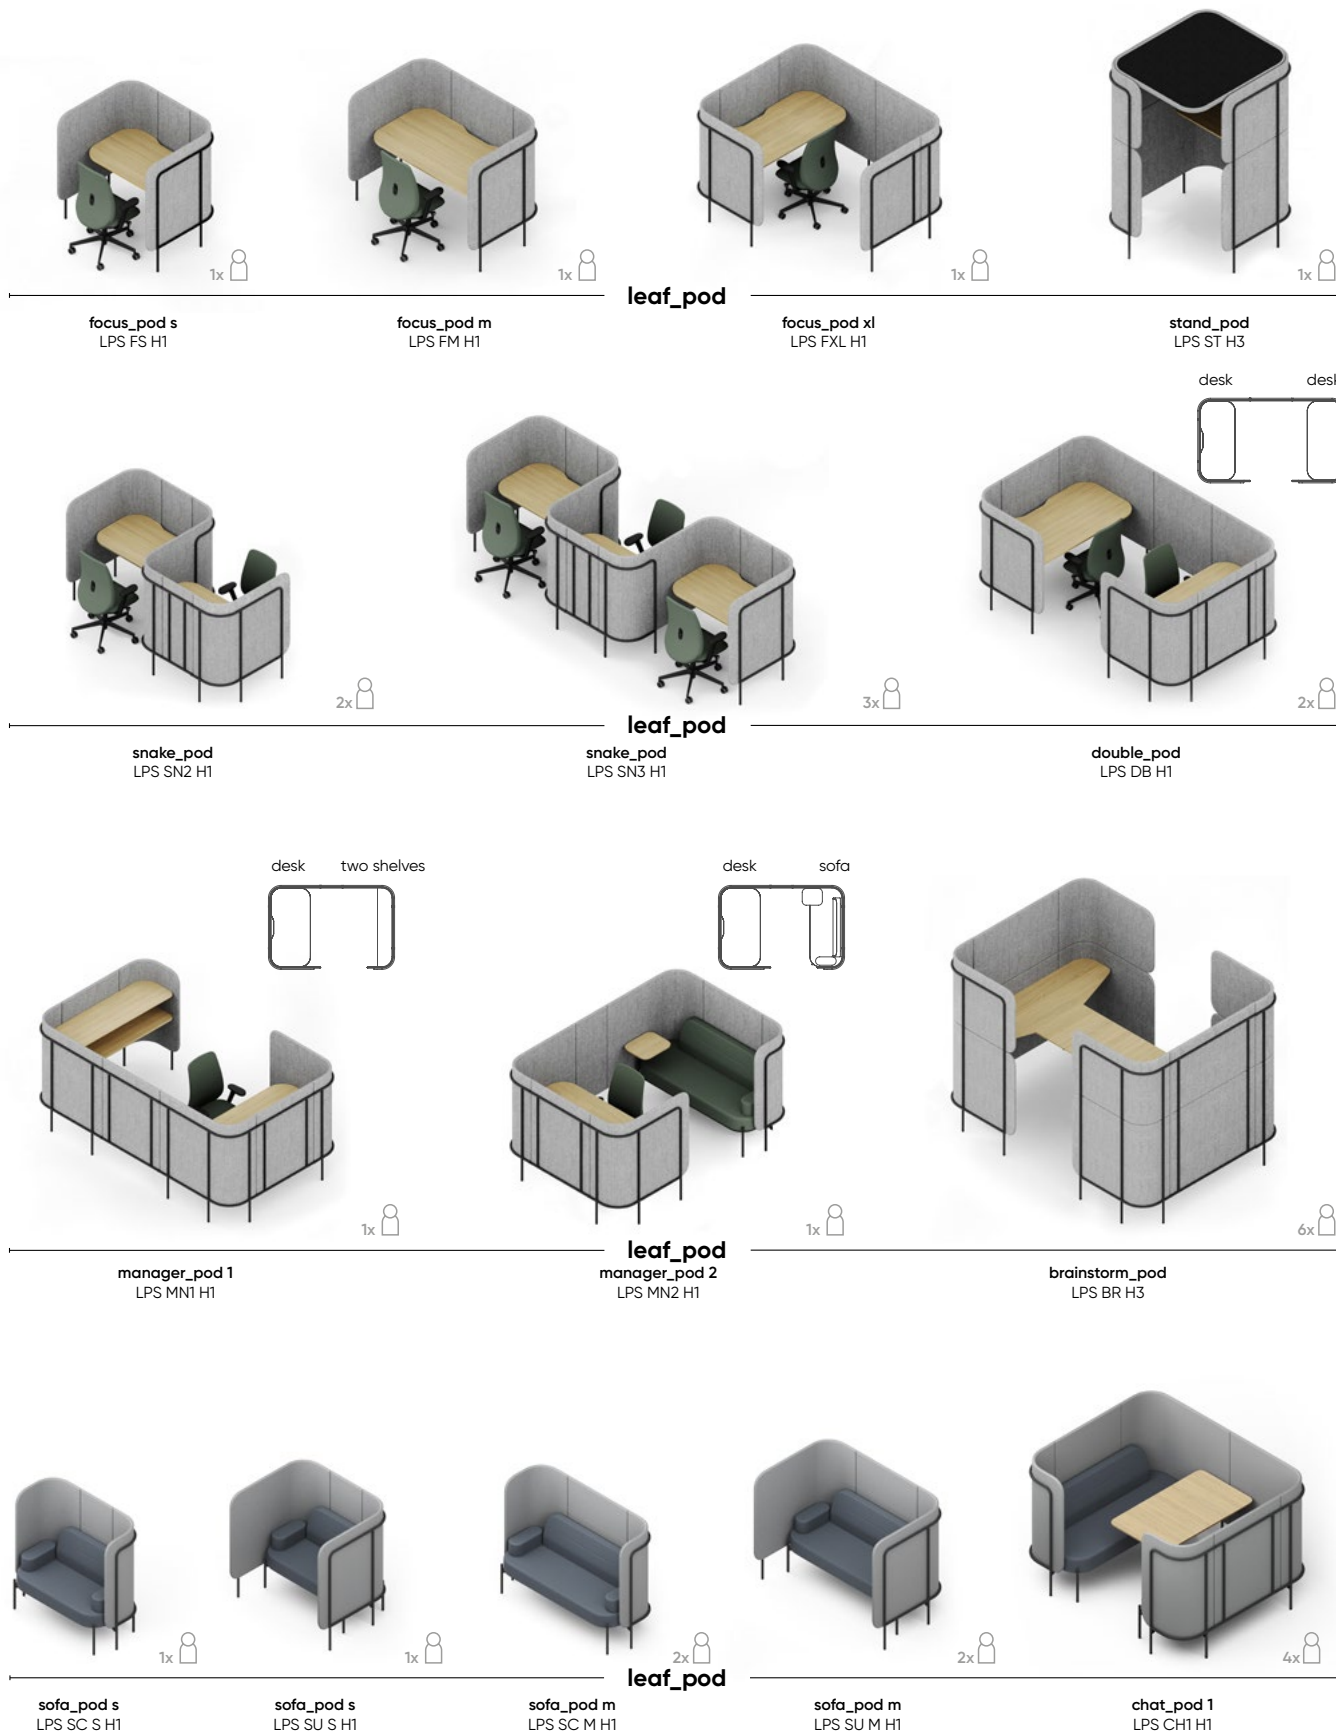 1x
1x
1x
1x
leaf_pod
focus_pod s
LPS FS H1
focus_pod m
LPS FM H1
focus_pod xl
LPS FXL H1
stand_pod
LPS ST H3
desk
desk
2x
3x
2x
leaf_pod
snake_pod
LPS SN2 H1
snake_pod
LPS SN3 H1
double_pod
LPS DB H1
desk
two shelves
desk
sofa
1x
1x
6x
leaf_pod
manager_pod 1
LPS MN1 H1
manager_pod 2
LPS MN2 H1
brainstorm_pod
LPS BR H3
1x
1x
2x
2x
4x
leaf_pod
sofa_pod s
LPS SC S H1
sofa_pod s
LPS SU S H1
sofa_pod m
LPS SC M H1
sofa_pod m
LPS SU M H1
chat_pod 1
LPS CH1 H1